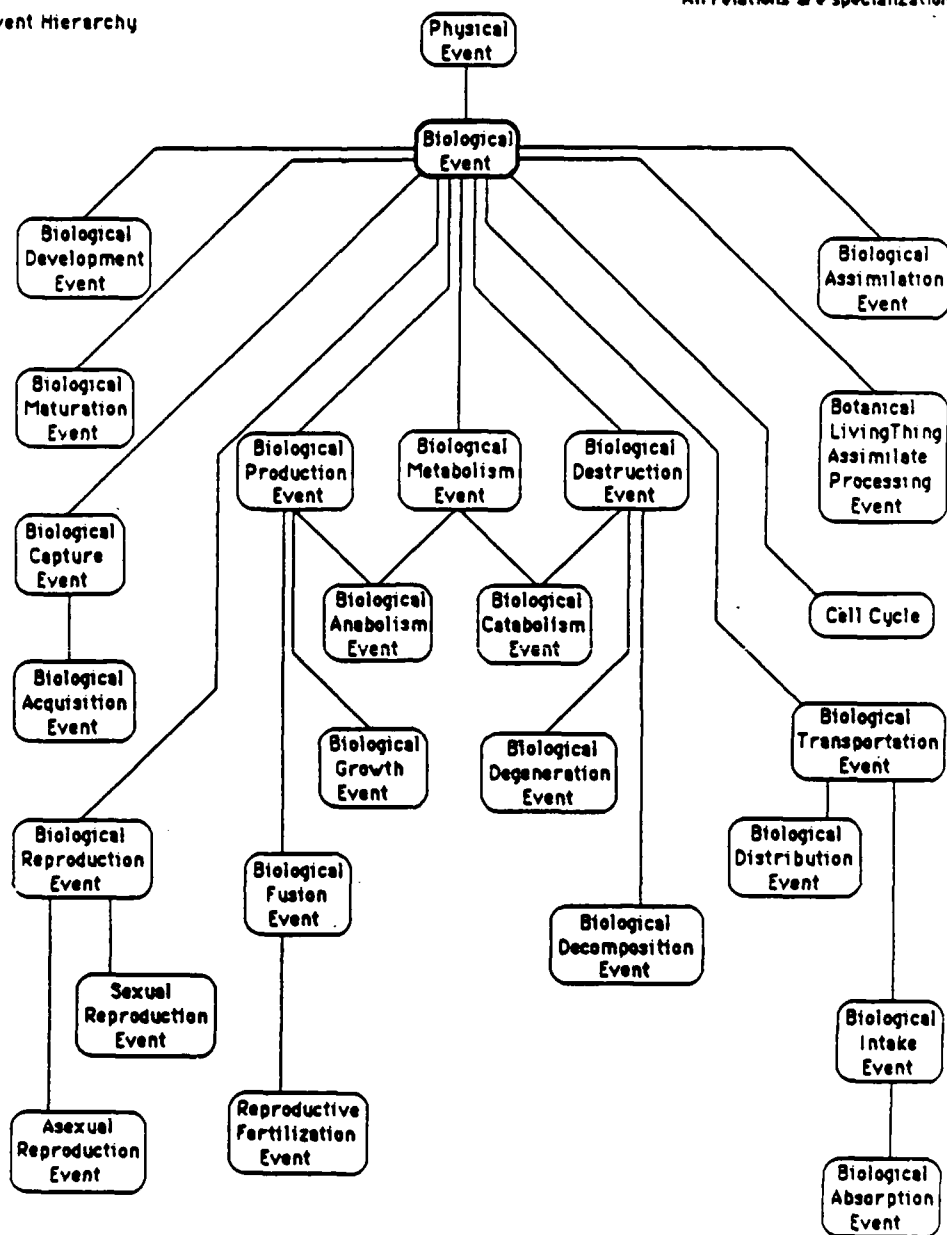 vent Hierarchy
All relations are specialization
Physical
Event
Biological
Event
Biological
Development
Event
Biological
Assimilation
Event
Biological
Maturation
Event
Botanical
LivingThing
Assimilate
Processing
Event
Biological
Production
Event
Biological
Metabolism
Event
Biological
Destruction
Event
Biological
Capture
Event
Biological
Anabolism
Event
Biological
Catabolism
Event
Cell Cycle
Biological
Acquisition
Event
Biological
Growth
Event
Biological
Degeneration
Event
Biological
Transportation
Event
Biological
Reproduction
Event
Biological
Fusion
Event
Biological
Distribution
Event
Biological
Decomposition
Event
Sexual
Reproduction
Event
Biological
Intake
Event
Asexual
Reproduction
Event
Reproductive
Fertilization
Event
Biological
Absorption
Event